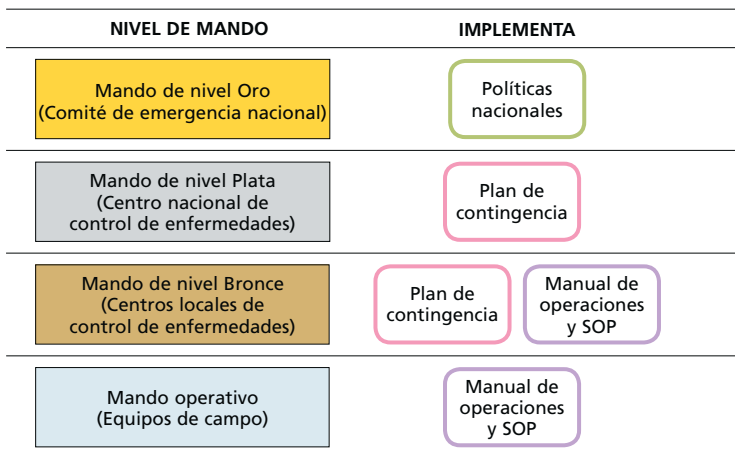 NIVEL DE MANDO
IMPLEMENTA
Mando de nivel Oro
(Comité de emergencia nacional)
Políticas
nacionales
Mando de nivel Plata
(Centro nacional de
control de enfermedades)
Plan de
contingencia
Mando de nivel Bronce
(Centros locales de
control de enfermedades)
Plan de
contingencia
Manual de
operaciones
y SOP
Mando operativo
(Equipos de campo)
Manual de
operaciones
y SOP